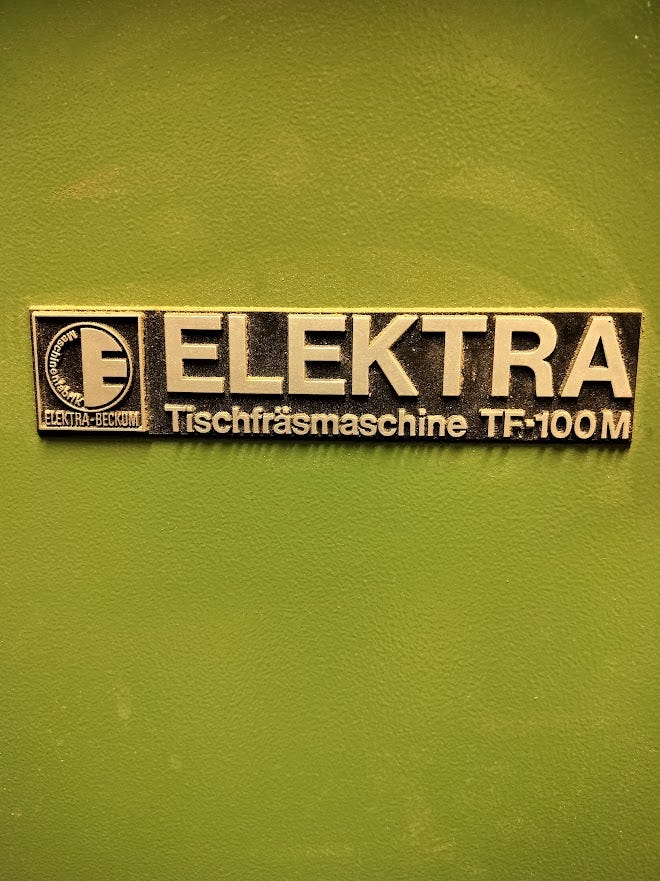 ELEKTRA
Tischfräsmaschine TF-100M
Maschinenfabrik
E
ELEKTRA-BECKUM